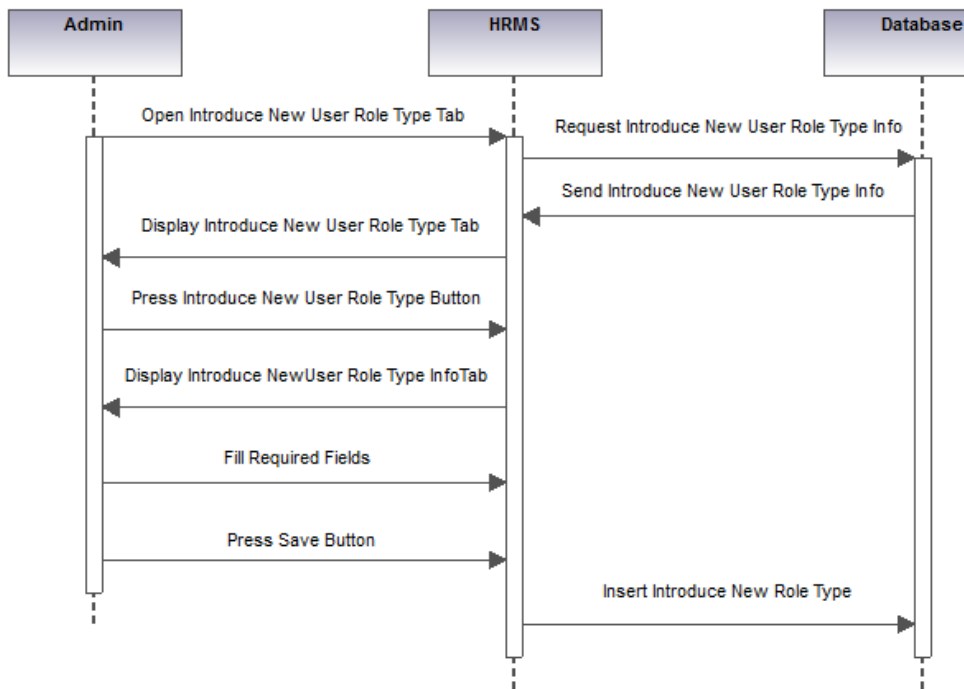 Admin
HRMS
Database
Open Introduce New User Role Type Tab
Request Introduce New User Role Type Info
Send Introduce New User Role Type Info
Display Introduce New User Role Type Tab
Press Introduce New User Role Type Button
Display Introduce NewUser Role Type InfoTab
Fill Required Fields
Press Save Button
Insert Introduce New Role Type